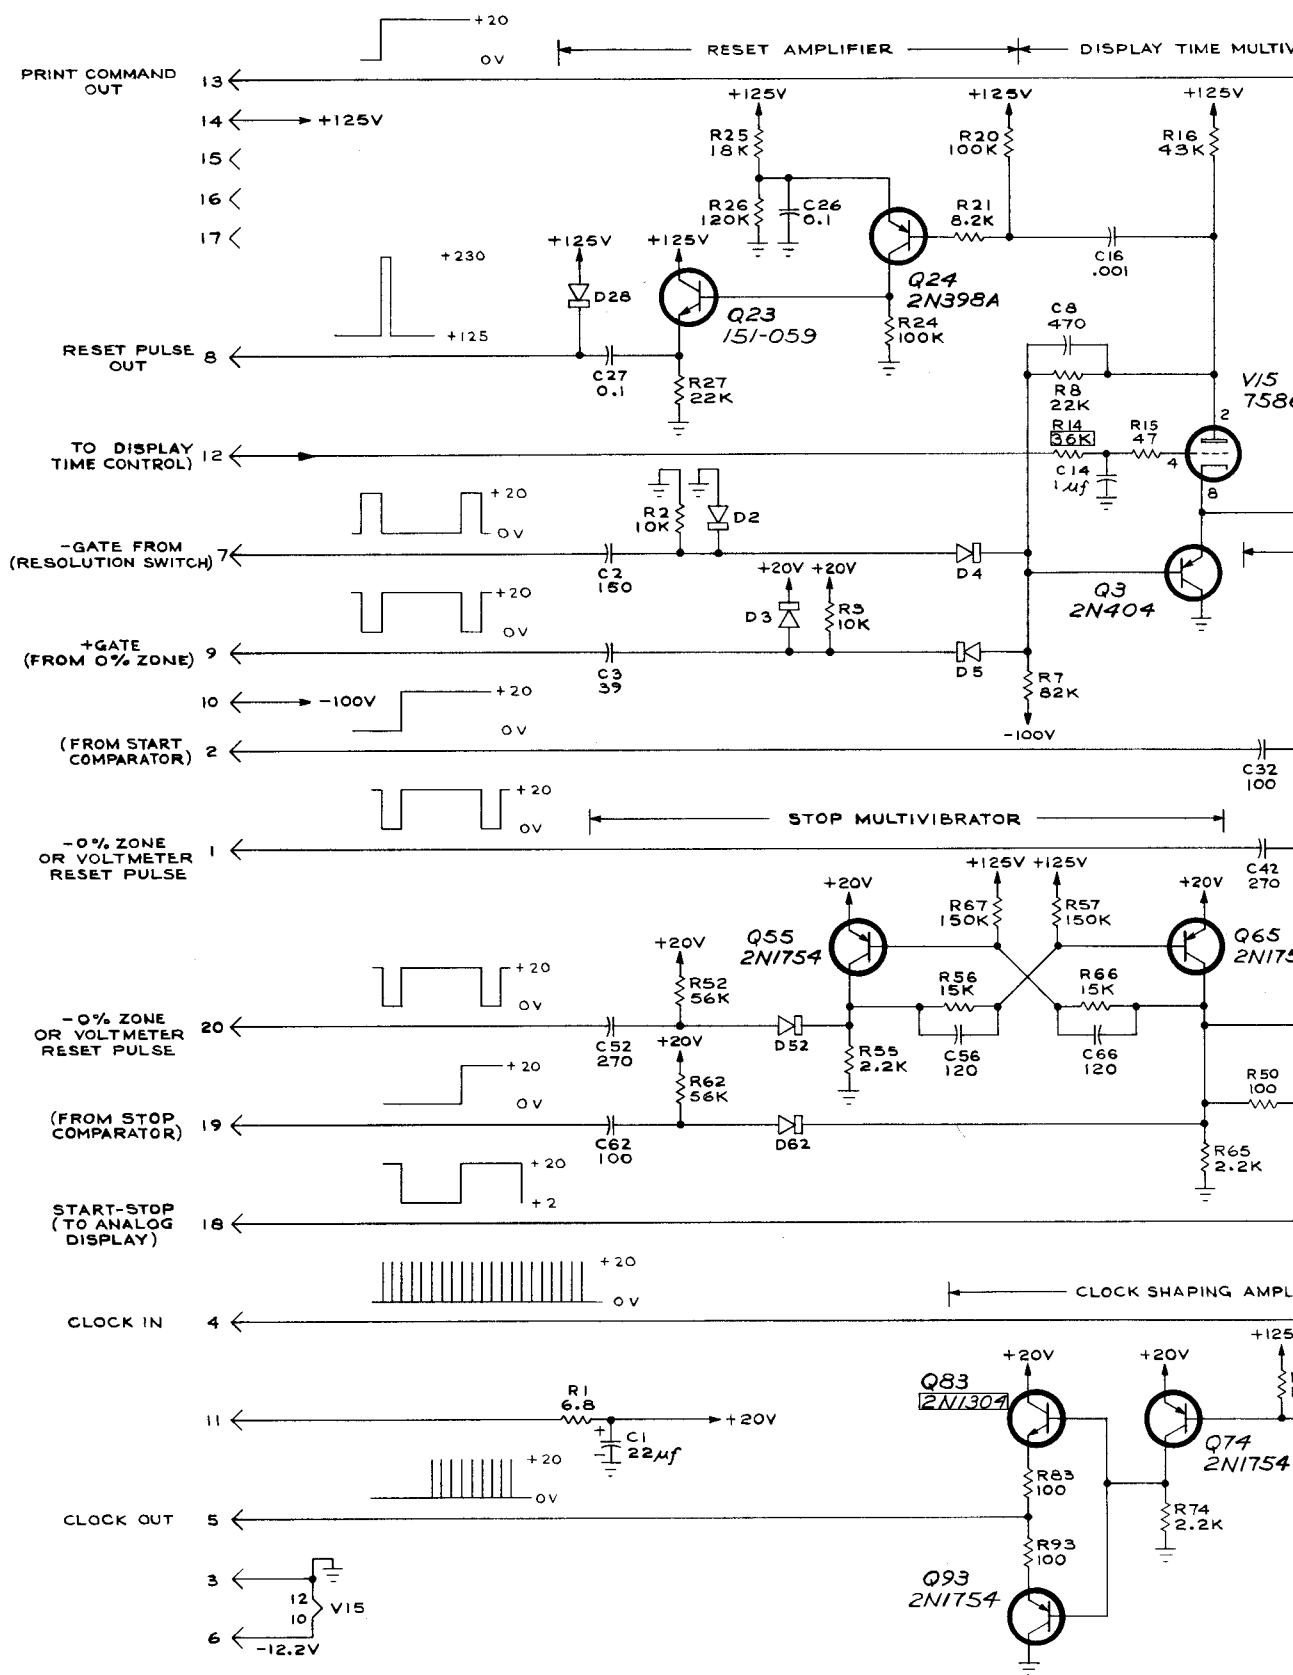 +20
0V
RESET AMPLIFIER
DISPLAY TIME MULTIV
PRINT COMMAND
OUT
13
+125V
+125V
+125V
14
+125V
R25
18K
R20
100K
R16
43K
15
16
R26
120K
C26
0.1
R21
8.2K
17
+125V
+125V
C16
.001
+230
D28
Q24
2N398A
Q23
151-059
R24
100K
C8
470
+125
RESET PULSE
OUT
8
C27
0.1
R27
22K
R8
22K
V15
7586
2
TO DISPLAY
TIME CONTROL)
12
R14
36K
R15
47
4
C14
1µf
8
+20
0V
R2
10K
D2
-GATE FROM
(RESOLUTION SWITCH)
7
C2
150
D4
+20V
+20V
+20
0V
D3
R3
10K
Q3
2N404
+GATE
(FROM 0% ZONE)
9
C3
39
D5
R7
82K
10
-100V
+20
0V
-100V
(FROM START
COMPARATOR)
2
C32
100
+20
0V
STOP MULTIVIBRATOR
-0% ZONE
OR VOLTMETER
RESET PULSE
1
C42
270
+20V
+125V
+125V
+20V
R67
150K
R57
150K
Q55
2N1754
Q65
2N175
+20V
+20
0V
R52
56K
R56
15K
R66
15K
-0% ZONE
OR VOLTMETER
RESET PULSE
20
C52
270
+20V
D52
R55
2.2K
C56
120
C66
120
+20
0V
R62
56K
R50
100
(FROM STOP
COMPARATOR)
19
C62
100
D62
R65
2.2K
+20
+2
START-STOP
(TO ANALOG
DISPLAY)
18
+20
0V
CLOCK SHAPING AMPL
CLOCK IN
4
+125
+20V
+20V
Q83
2N1304
R1
6.8
11
+20V
+
-
C1
22µf
Q74
2N1754
+20
0V
R83
100
R74
2.2K
CLOCK OUT
5
R93
100
3
Q93
2N1754
12
10
V15
6
-12.2V